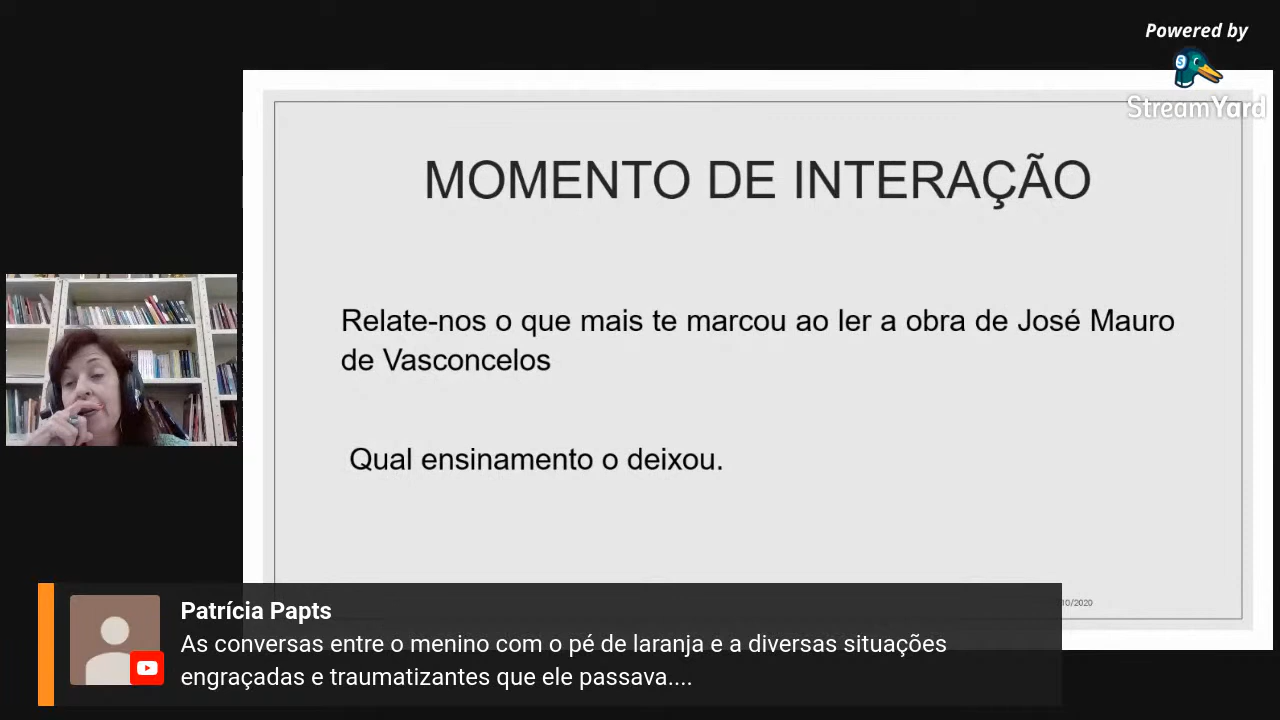 Powered by
StreamYard
MOMENTO DE INTERAÇÃO
Relate-nos o que mais te marcou ao ler a obra de José Mauro
de Vasconcelos
Qual ensinamento o deixou.
10/2020
Patrícia Papts
As conversas entre o menino com o pé de laranja e a diversas situações
engraçadas e traumatizantes que ele passava....